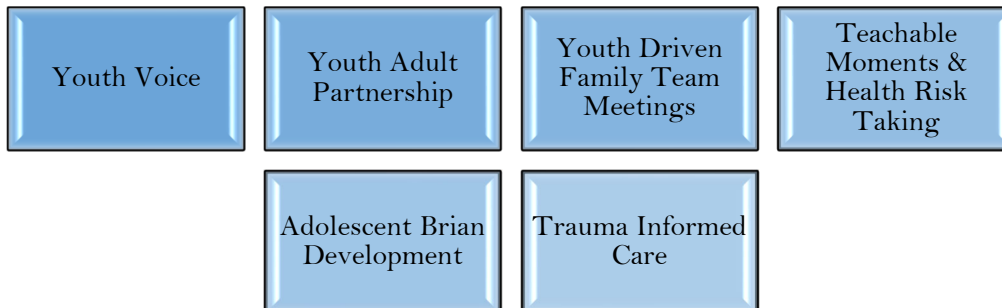 Youth Voice
Youth Adult
Partnership
Youth Driven
Family Team
Meetings
Teachable
Moments &
Health Risk
Taking
Adolescent Brian
Development
Trauma Informed
Care